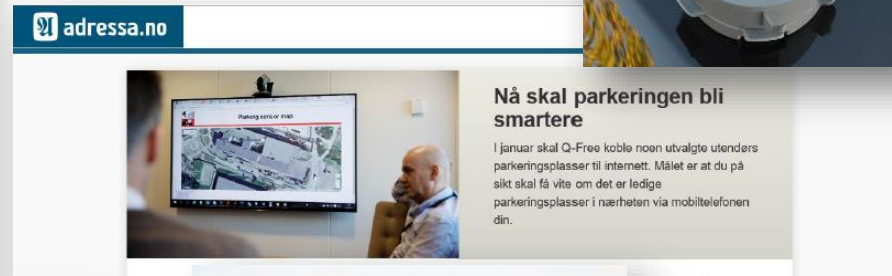 adressa.no
Parking sensor map
Nå skal parkeringen bli
smartere
I januar skal Q-Free koble noen utvalgte utendørs
parkeringsplasser til internett. Målet er at du på
sikt skal få vite om det er ledige
parkeringsplasser i nærheten via mobiltelefonen
din.